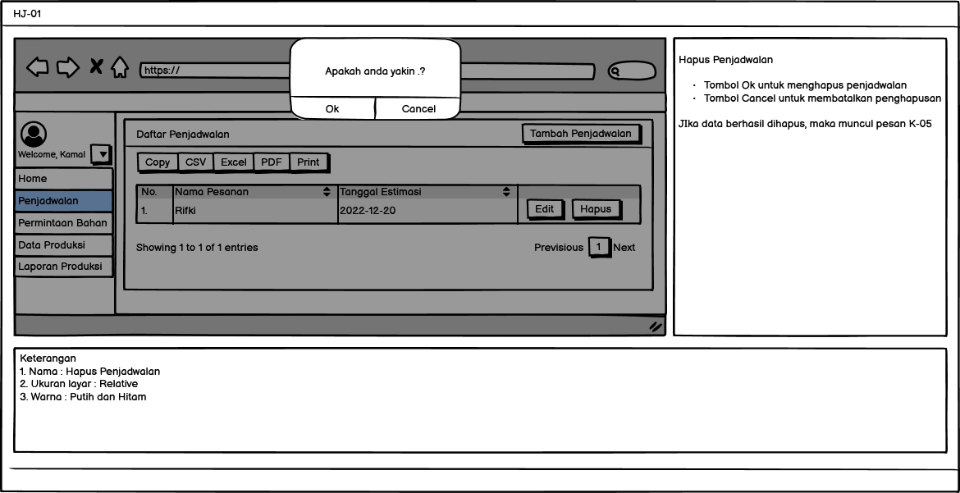 HJ-01
https://
Apakah anda yakin .?
Ok Cancel
Welcome, Kamal
Home
Penjadwalan
Permintaan Bahan
Data Produksi
Laporan Produksi
Daftar Penjadwalan Tambah Penjadwalan
Copy CSV Excel PDF Print
No. Nama Pesanan Tanggal Estimasi
1. Rifki 2022-12-20 Edit Hapus
Showing 1 to 1 of 1 entries Previsious 1 Next
Hapus Penjadwalan
· Tombol Ok untuk menghapus penjadwalan
· Tombol Cancel untuk membatalkan penghapusan
JIka data berhasil dihapus, maka muncul pesan K-05
Keterangan
1. Nama : Hapus Penjadwalan
2. Ukuran layar : Relative
3. Warna : Putih dan Hitam